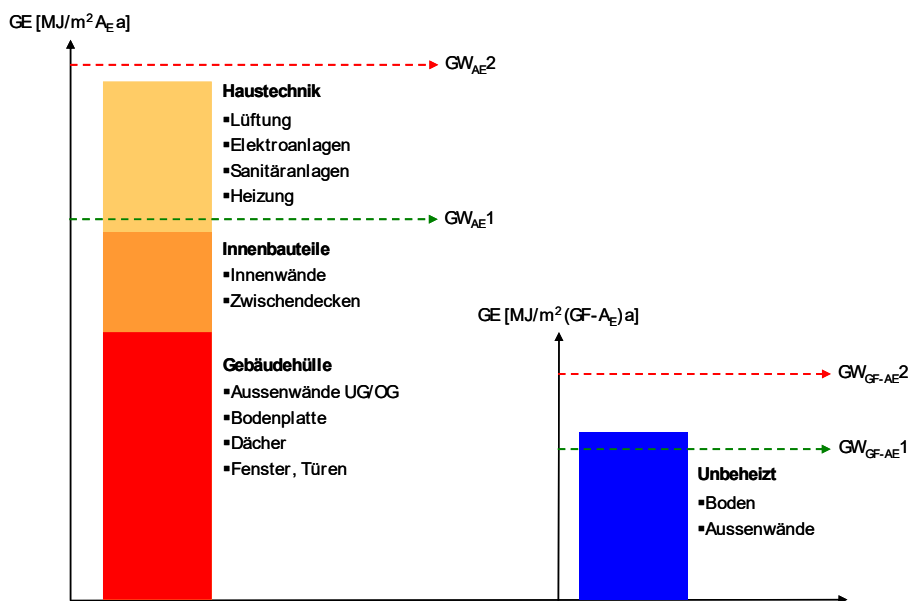 GE [MJ/m² A_E a]
GW_AE2
Haustechnik
▪Lüftung
▪Elektroanlagen
▪Sanitäranlagen
▪Heizung
GW_AE1
Innenbauteile
▪Innenwände
▪Zwischendecken
Gebäudehülle
▪Aussenwände UG/OG
▪Bodenplatte
▪Dächer
▪Fenster, Türen
GE [MJ/m² (GF-A_E) a]
GW_GF-AE2
GW_GF-AE1
Unbeheizt
▪Boden
▪Aussenwände